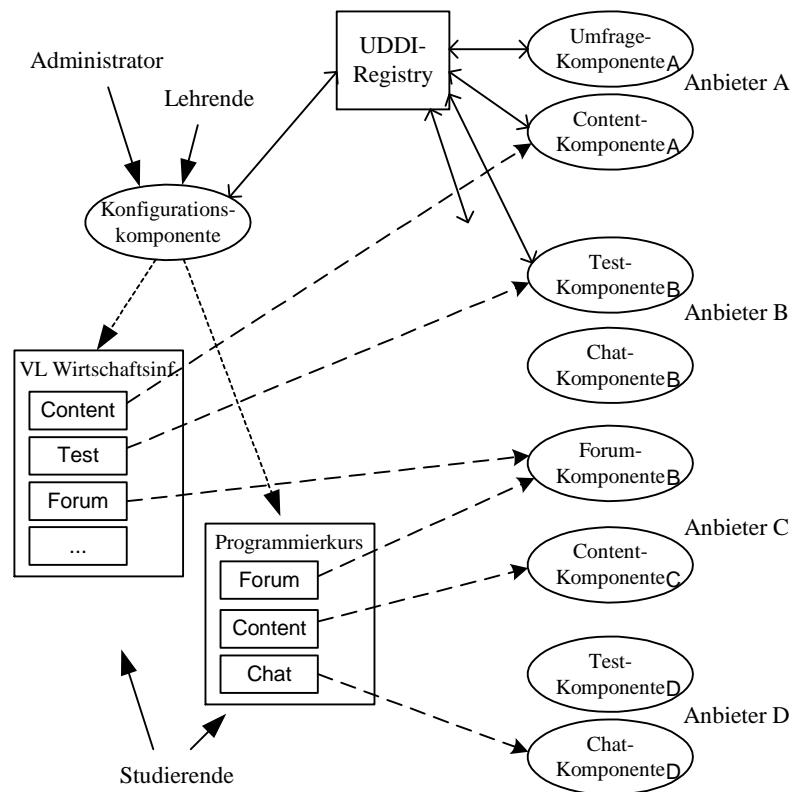 UDDI-
Registry
Umfrage-
KomponenteA
Anbieter A
Administrator
Lehrende
Content-
KomponenteA
Konfigurations-
komponente
Test-
KomponenteB
Anbieter B
VL Wirtschaftsinf.
Content
Test
Forum
...
Chat-
KomponenteB
Forum-
KomponenteB
Anbieter C
Programmierkurs
Forum
Content
Chat
Content-
KomponenteC
Test-
KomponenteD
Anbieter D
Chat-
KomponenteD
Studierende